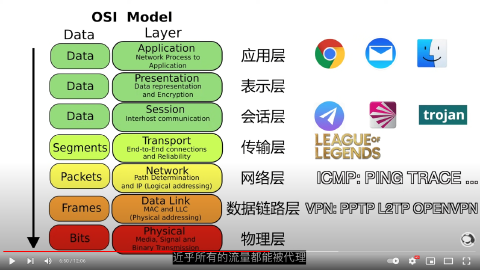 OSI Model
Data
Layer
Data
Application
Network Process to
Application
应用层
Data
Presentation
Data representation
and Encryption
表示层
Data
Session
Interhost communication
会话层
trojan
Segments
Transport
End-to-End connections
and Reliability
传输层
LEAGUE OF
LEGENDS
Packets
Network
Path Determination
and IP (Logical addressing)
网络层
ICMP: PING TRACE ...
Frames
Data Link
MAC and LLC
(Physical addressing)
数据链路层
VPN: PPTP L2TP OPENVPN
Bits
Physical
Media, Signal and
Binary Transmission
物理层
近乎所有的流量都能被代理